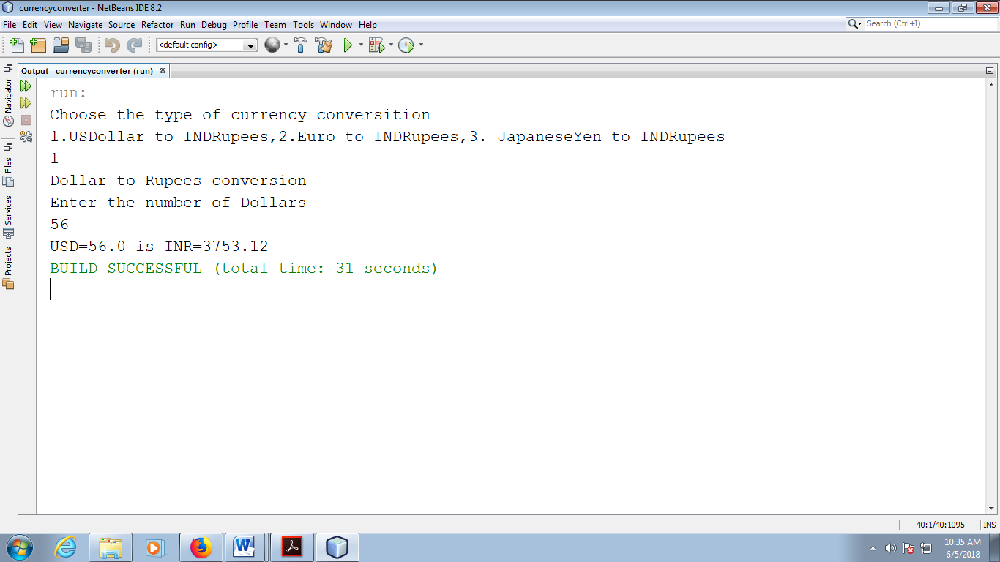 currencyconverter - NetBeans IDE 8.2
File Edit View Navigate Source Refactor Run Debug Profile Team Tools Window Help
Search (Ctrl+I)
<default config>
Output - currencyconverter (run)
Navigator
Files
Services
Projects
run:
Choose the type of currency conversition
1.USDollar to INDRupees,2.Euro to INDRupees,3. JapaneseYen to INDRupees
1
Dollar to Rupees conversion
Enter the number of Dollars
56
USD=56.0 is INR=3753.12
BUILD SUCCESSFUL (total time: 31 seconds)
40:1/40:1095 INS
10:35 AM
6/5/2018